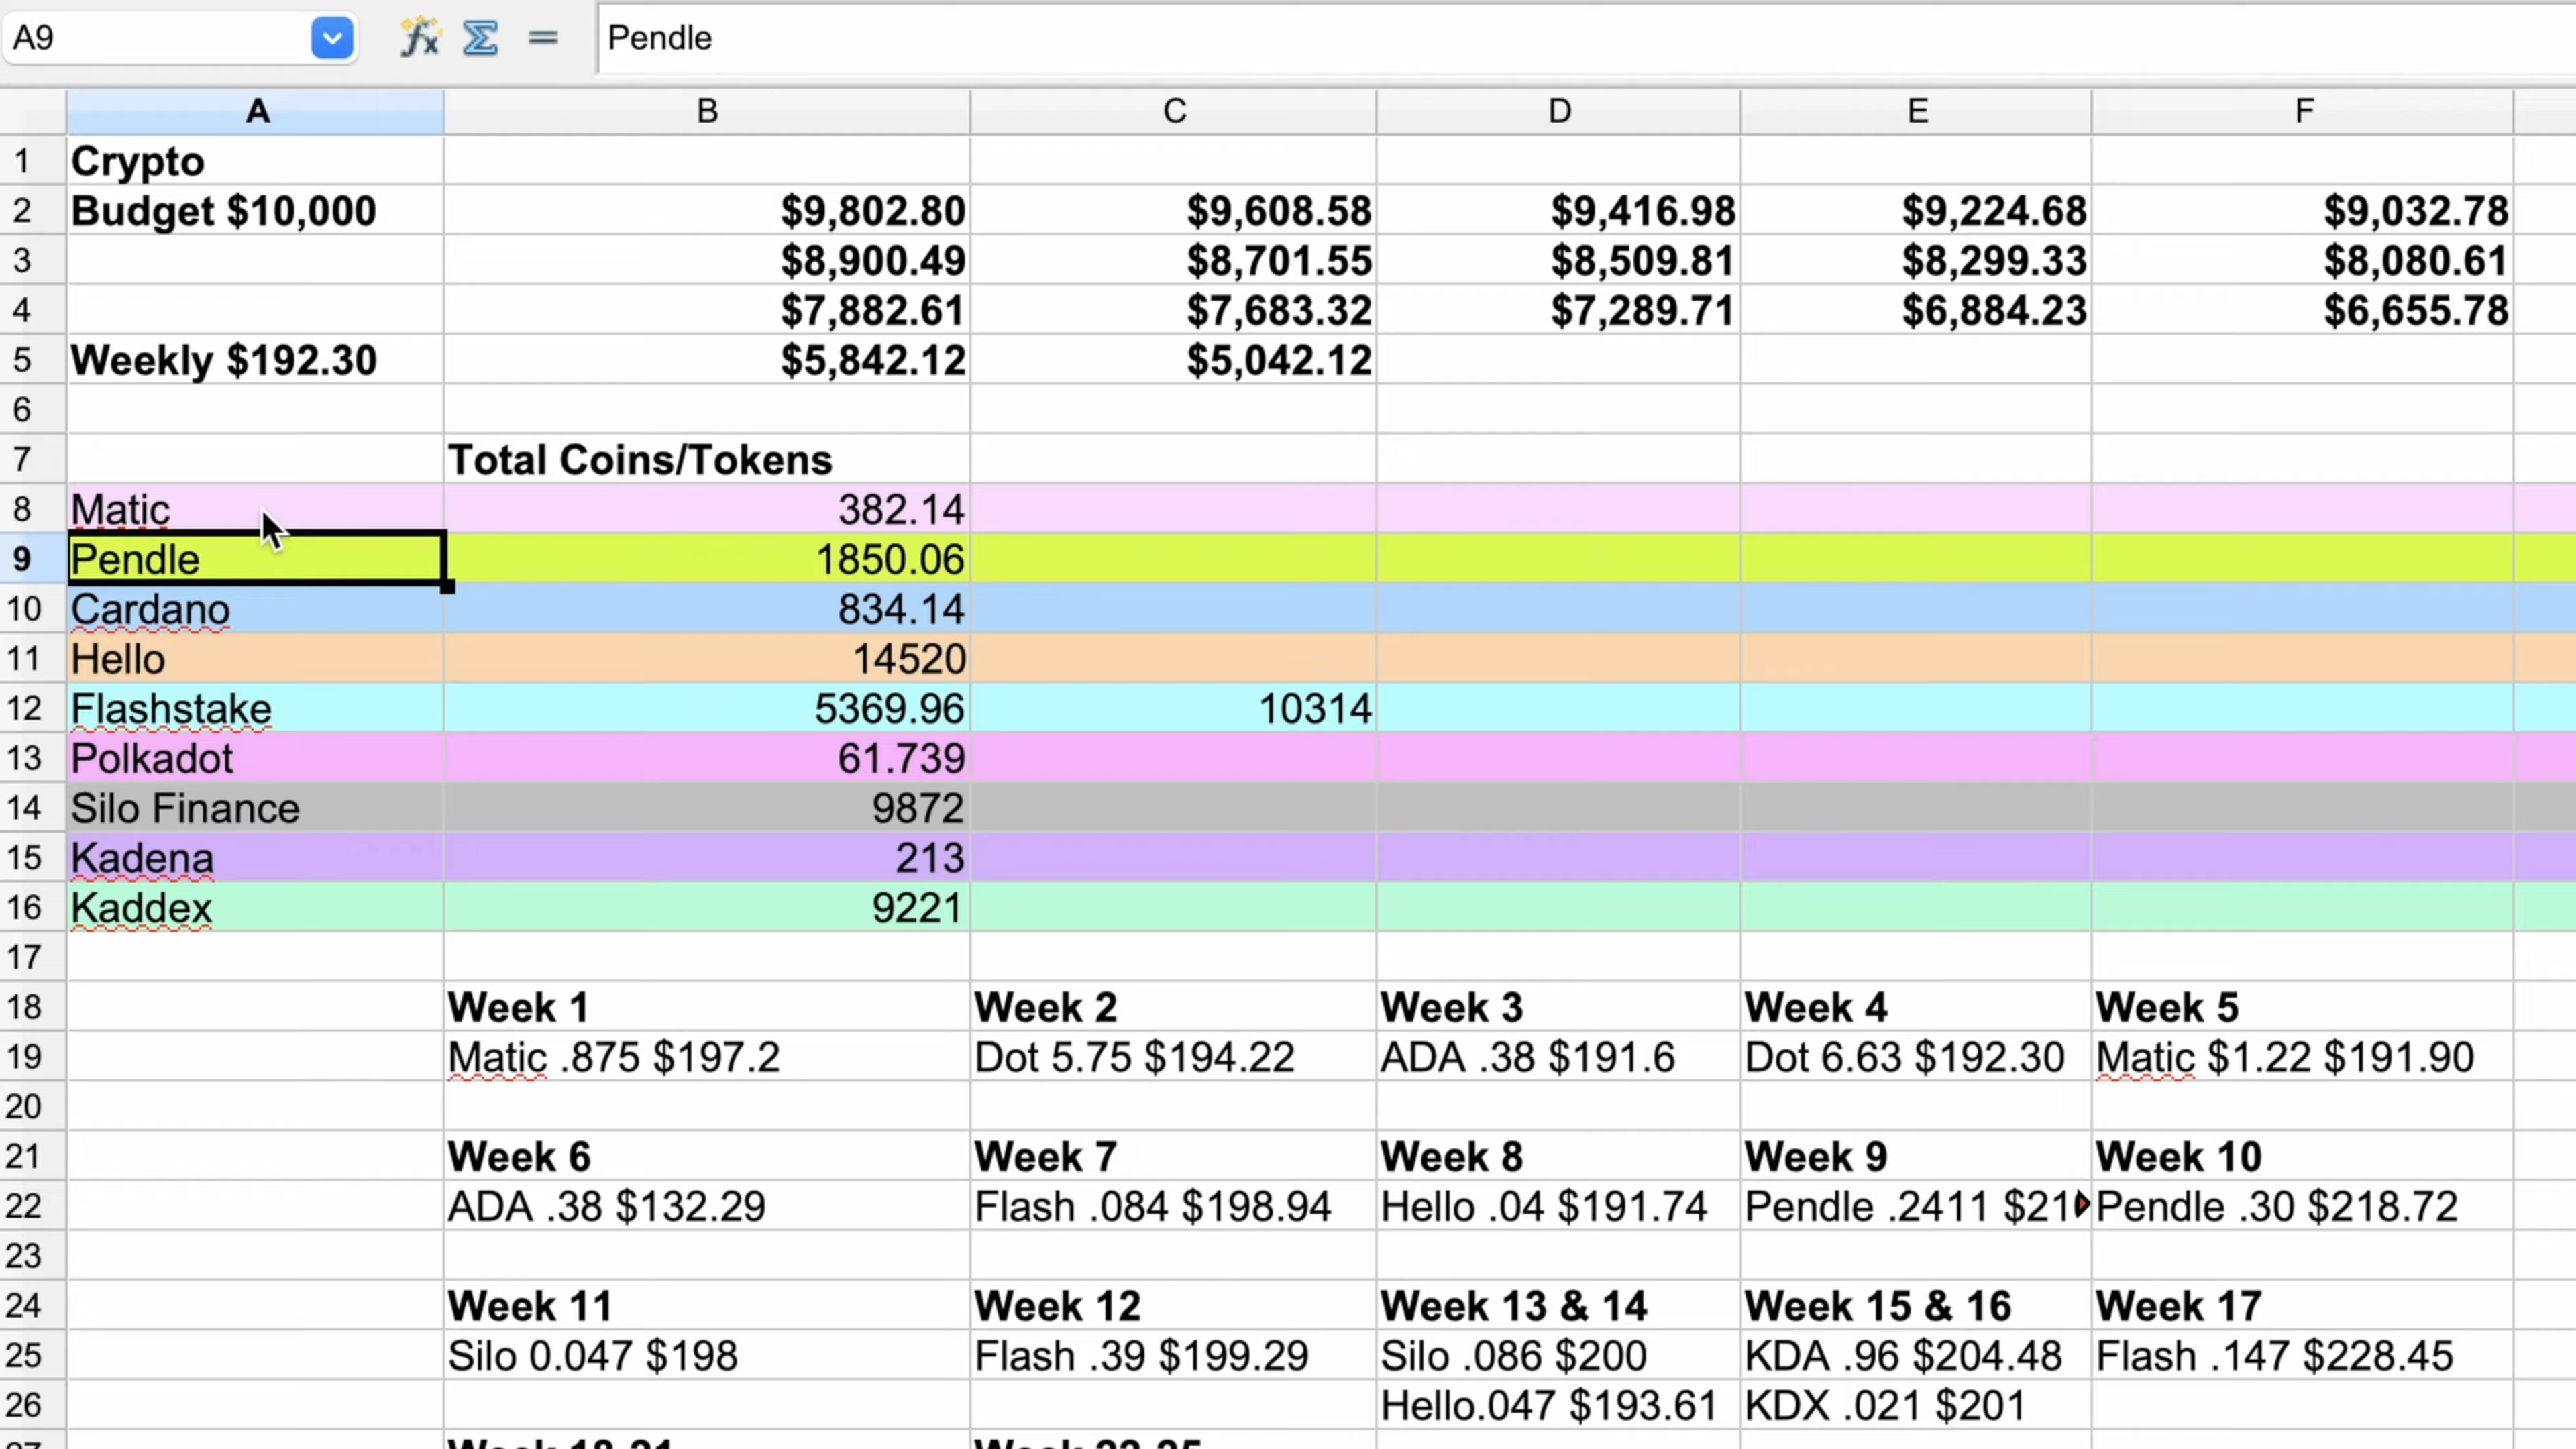 A9 Pendle
A B C D E F
1 Crypto
2 Budget $10,000 $9,802.80 $9,608.58 $9,416.98 $9,224.68 $9,032.78
3 $8,900.49 $8,701.55 $8,509.81 $8,299.33 $8,080.61
4 $7,882.61 $7,683.32 $7,289.71 $6,884.23 $6,655.78
5 Weekly $192.30 $5,842.12 $5,042.12
6
7 Total Coins/Tokens
8 Matic 382.14
9 Pendle 1850.06
10 Cardano 834.14
11 Hello 14520
12 Flashstake 5369.96 10314
13 Polkadot 61.739
14 Silo Finance 9872
15 Kadena 213
16 Kaddex 9221
17
18 Week 1 Week 2 Week 3 Week 4 Week 5
19 Matic .875 $197.2 Dot 5.75 $194.22 ADA .38 $191.6 Dot 6.63 $192.30 Matic $1.22 $191.90
20
21 Week 6 Week 7 Week 8 Week 9 Week 10
22 ADA .38 $132.29 Flash .084 $198.94 Hello .04 $191.74 Pendle .2411 $21 Pendle .30 $218.72
23
24 Week 11 Week 12 Week 13 & 14 Week 15 & 16 Week 17
25 Silo 0.047 $198 Flash .39 $199.29 Silo .086 $200 KDA .96 $204.48 Flash .147 $228.45
26 Hello.047 $193.61 KDX .021 $201